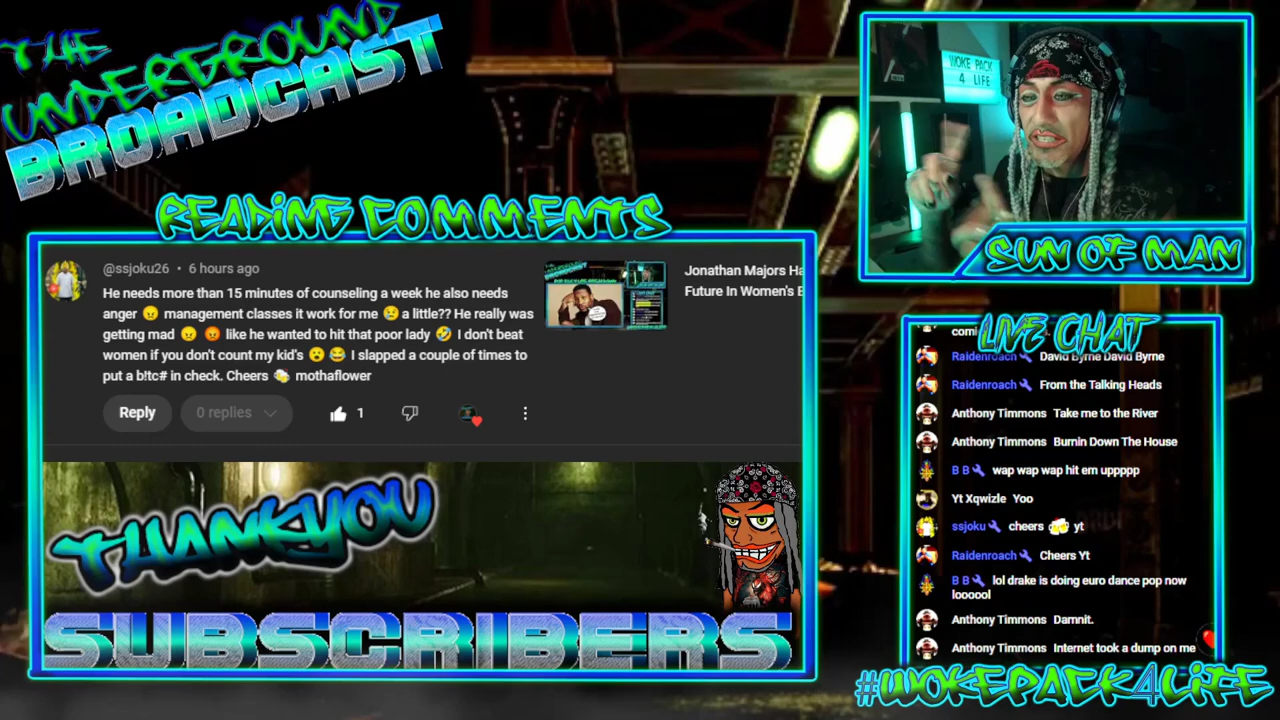 THE
UNDERGROUND
BROADCAST
WOKE PACK
4 LIFE
SUN OF MAN
READING COMMENTS
@ssjoku26 • 6 hours ago
He needs more than 15 minutes of counseling a week he also needs
anger 😠 management classes it work for me 😢 a little?? He really was
getting mad 😠 😡 like he wanted to hit that poor lady 🤣 I don't beat
women if you don't count my kid's 😮 😂 I slapped a couple of times to
put a b!tc# in check. Cheers 🍻 mothaflower
Jonathan Majors Ha
Future In Women's E
Reply
0 replies
1
THANKYOU
SUBSCRIBERS
LIVE CHAT
comi
Raidenroach David Byrne David Byrne
Raidenroach From the Talking Heads
Anthony Timmons Take me to the River
Anthony Timmons Burnin Down The House
B B wap wap wap hit em uppppp
Yt Xqwizle Yoo
ssjoku cheers 🍻 yt
Raidenroach Cheers Yt
B B lol drake is doing euro dance pop now
loooool
Anthony Timmons Damnit.
Anthony Timmons Internet took a dump on me
#WOKEPACK4LIFE